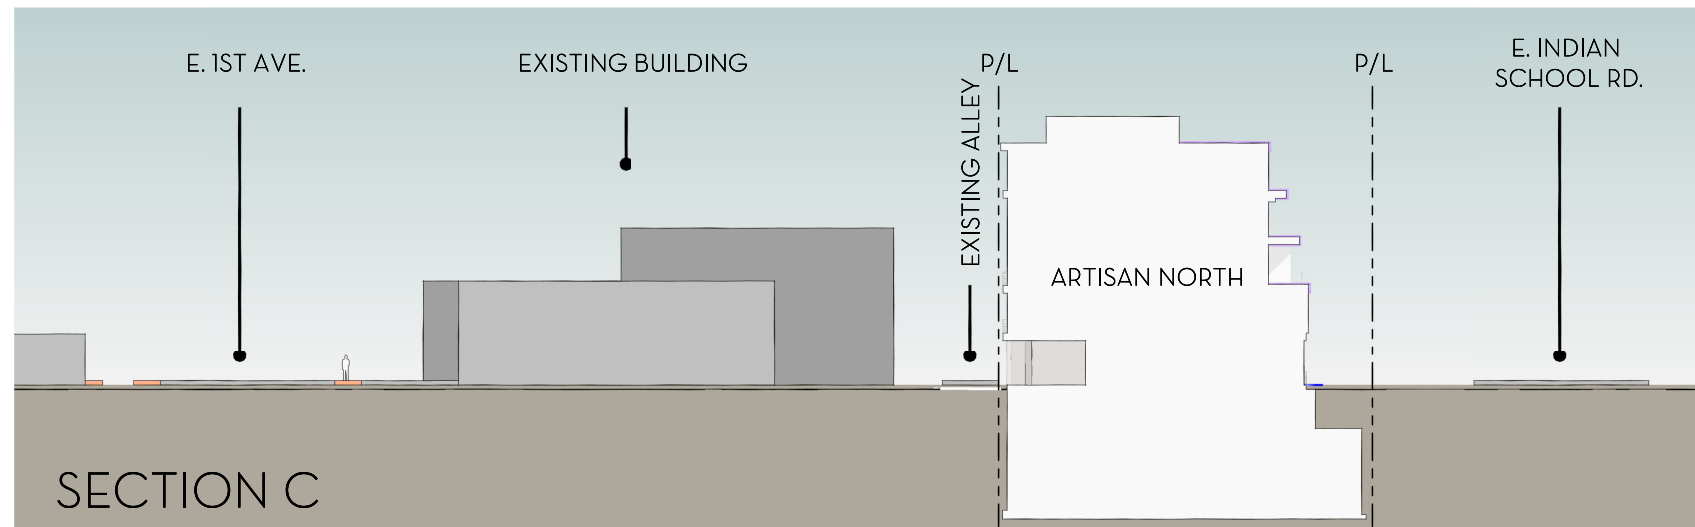 E. 1ST AVE.
EXISTING BUILDING
P/L
EXISTING ALLEY
P/L
E. INDIAN
SCHOOL RD.
ARTISAN NORTH
SECTION C